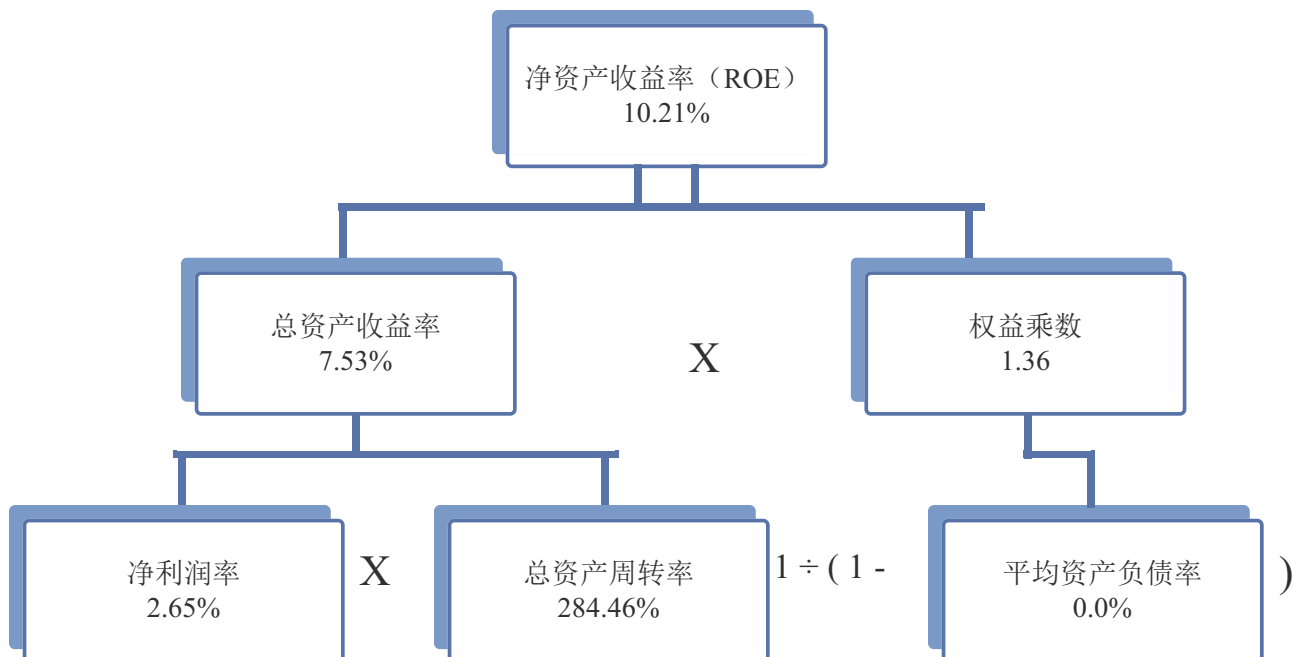 净资产收益率（ROE）
10.21%
总资产收益率
7.53%
X
权益乘数
1.36
净利润率
2.65%
X
总资产周转率
284.46%
1 ÷ ( 1 -
平均资产负债率
0.0%
)